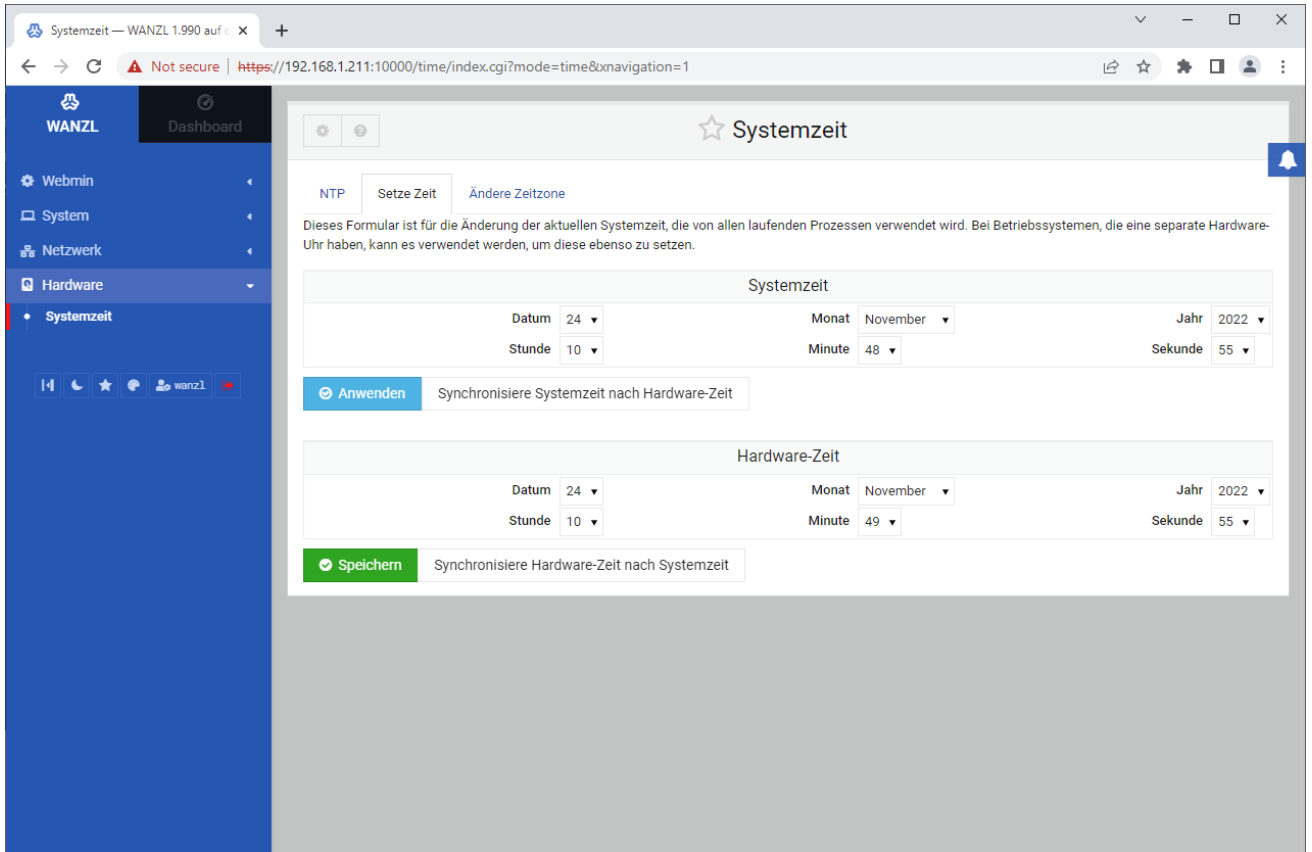 Systemzeit — WANZL 1.990 auf
Not secure | https://192.168.1.211:10000/time/index.cgi?mode=time&xnavigation=1
WANZL
Dashboard
Webmin
System
Netzwerk
Hardware
Systemzeit
wanzl
Systemzeit
NTP Setze Zeit Ändere Zeitzone
Dieses Formular ist für die Änderung der aktuellen Systemzeit, die von allen laufenden Prozessen verwendet wird. Bei Betriebssystemen, die eine separate Hardware-
Uhr haben, kann es verwendet werden, um diese ebenso zu setzen.
Systemzeit
Datum 24 Monat November Jahr 2022
Stunde 10 Minute 48 Sekunde 55
Anwenden Synchronisiere Systemzeit nach Hardware-Zeit
Hardware-Zeit
Datum 24 Monat November Jahr 2022
Stunde 10 Minute 49 Sekunde 55
Speichern Synchronisiere Hardware-Zeit nach Systemzeit